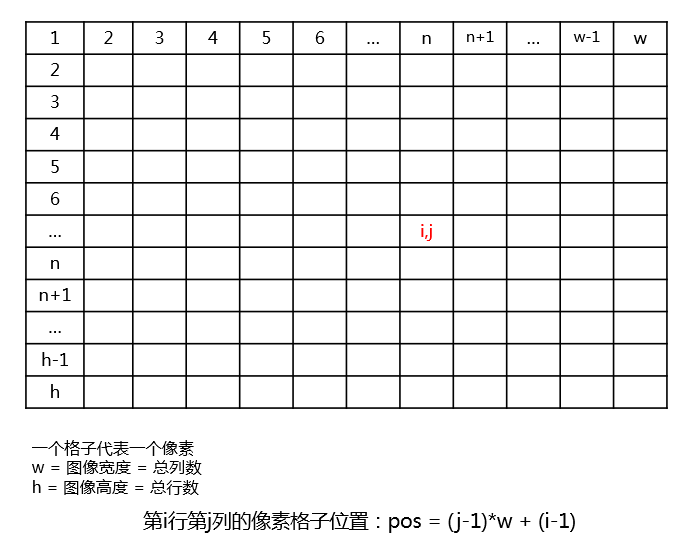 1 2 3 4 5 6 ... n n+1 ... w-1 w
2
3
4
5
6
... i,j
n
n+1
...
h-1
h
一个格子代表一个像素
w = 图像宽度 = 总列数
h = 图像高度 = 总行数
第i行第j列的像素格子位置：pos = (j-1)*w + (i-1)